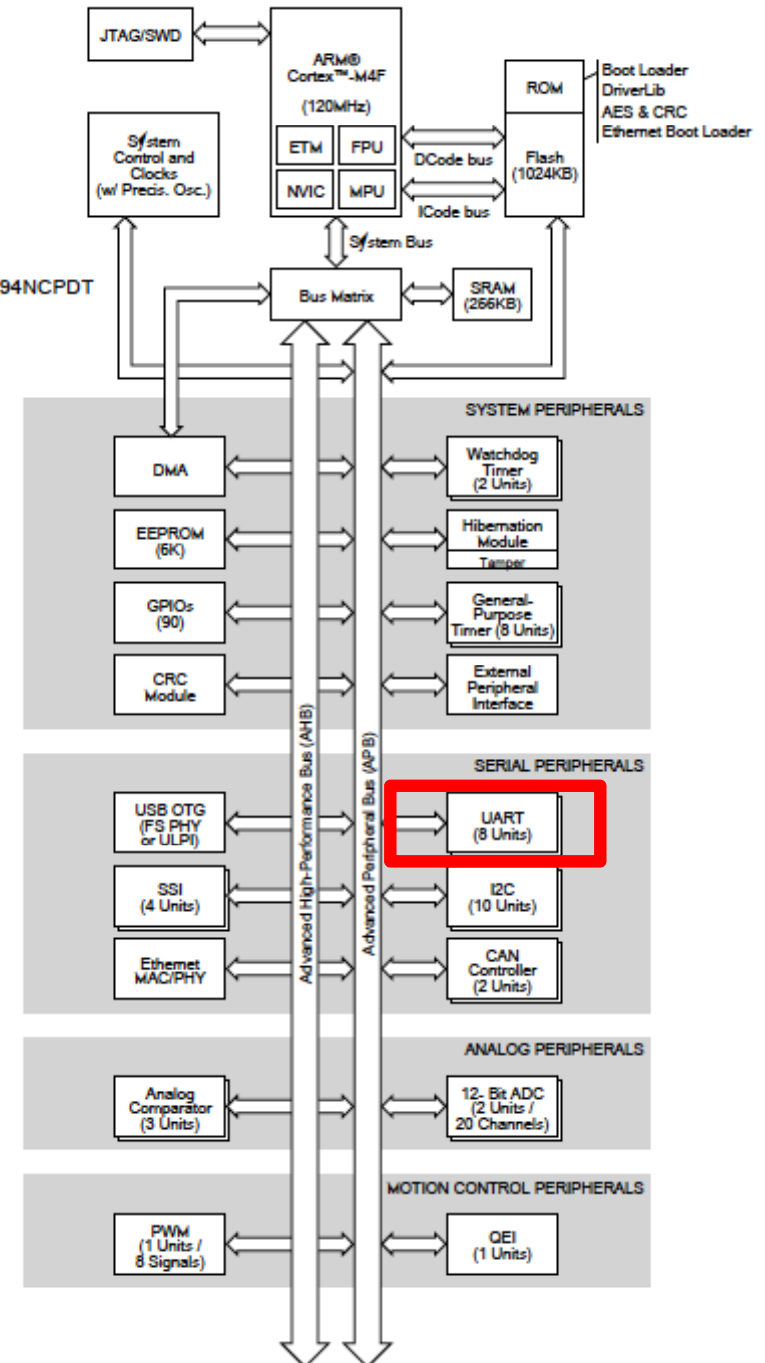 JTAG/SWD
ARM®
Cortex™-M4F
(120MHz)
ETM
FPU
NVIC
MPU
ROM
Flash
(1024KB)
Boot Loader
DriverLib
AES & CRC
Ethernet Boot Loader
DCode bus
ICode bus
System
Control and
Clocks
(w/ Precis. Osc.)
System Bus
94NCPDT
Bus Matrix
SRAM
(256KB)
SYSTEM PERIPHERALS
DMA
Watchdog
Timer
(2 Units)
EEPROM
(6K)
Hibernation
Module
Tamper
GPIOs
(90)
General-
Purpose
Timer (8 Units)
CRC
Module
External
Peripheral
Interface
Advanced High-Performance Bus (AHB)
Advanced Peripheral Bus (APB)
SERIAL PERIPHERALS
USB OTG
(FS PHY
or ULPI)
UART
(8 Units)
SSI
(4 Units)
I2C
(10 Units)
Ethernet
MAC/PHY
CAN
Controller
(2 Units)
ANALOG PERIPHERALS
Analog
Comparator
(3 Units)
12- Bit ADC
(2 Units /
20 Channels)
MOTION CONTROL PERIPHERALS
PWM
(1 Units /
8 Signals)
QEI
(1 Units)